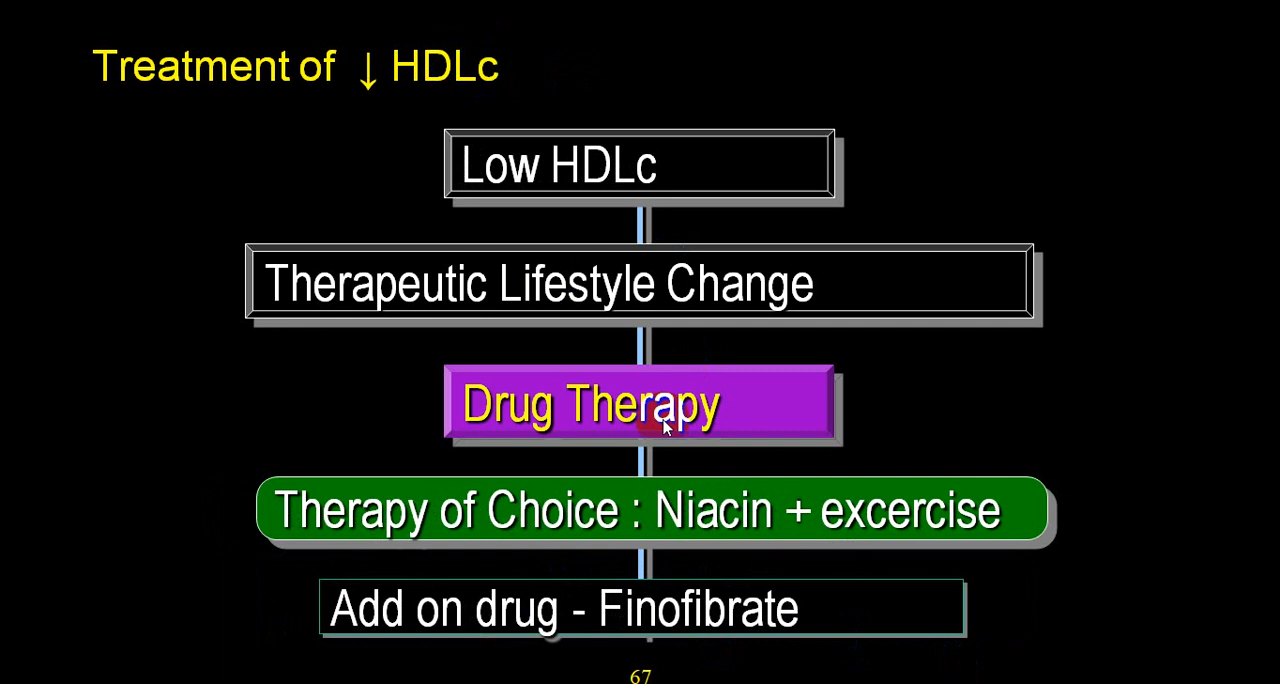 Treatment of ↓ HDLc
Low HDLc
Therapeutic Lifestyle Change
Drug Therapy
Therapy of Choice : Niacin + excercise
Add on drug - Finofibrate
67